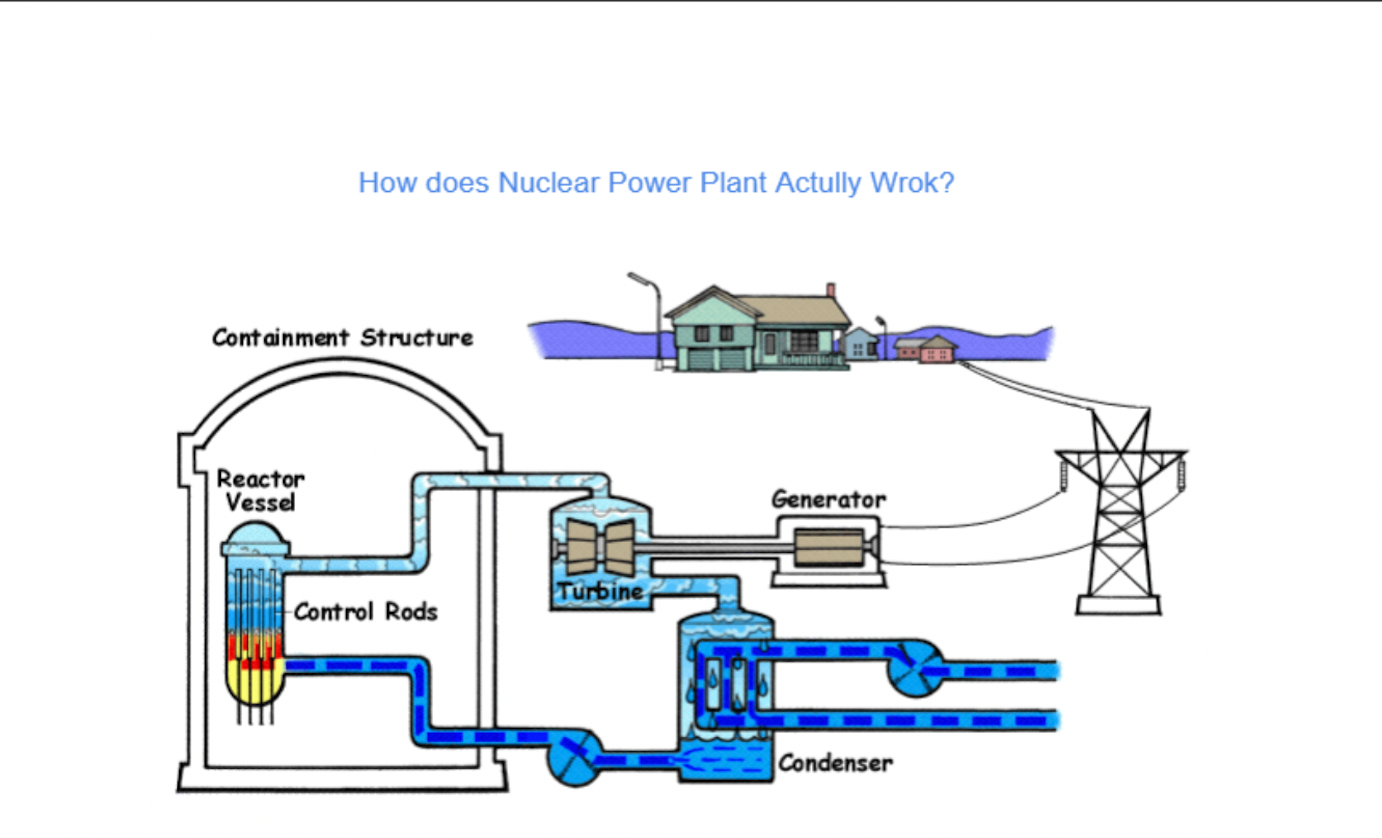 How does Nuclear Power Plant Actully Wrok?
Containment Structure
Reactor
Vessel
Generator
Turbine
Control Rods
Condenser